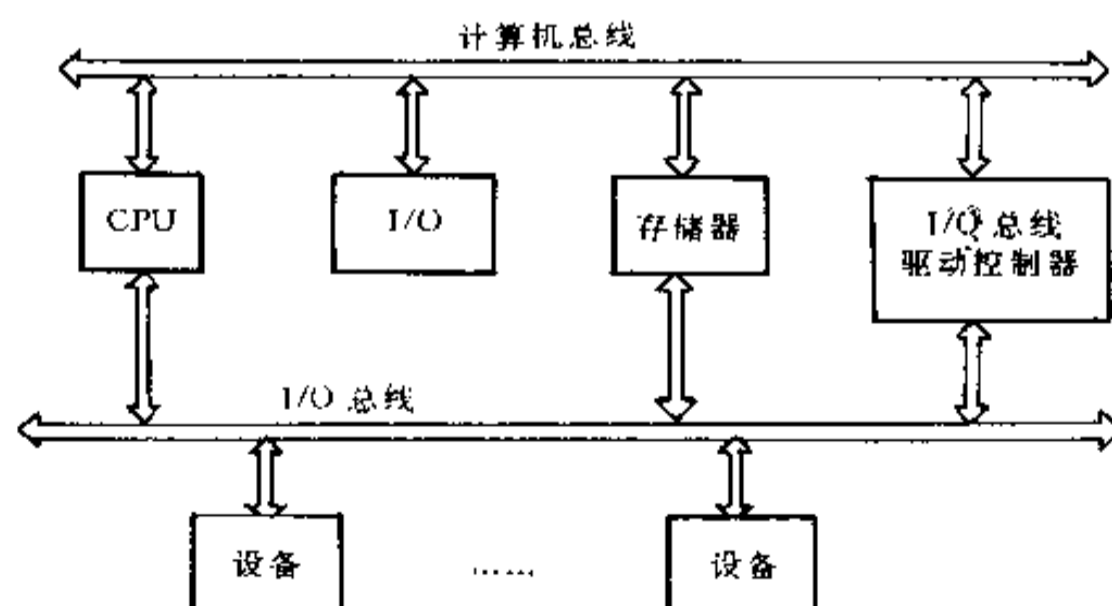 计算机总线
CPU
I/O
存储器
I/O 总线
驱动控制器
I/O 总线
设备
......
设备